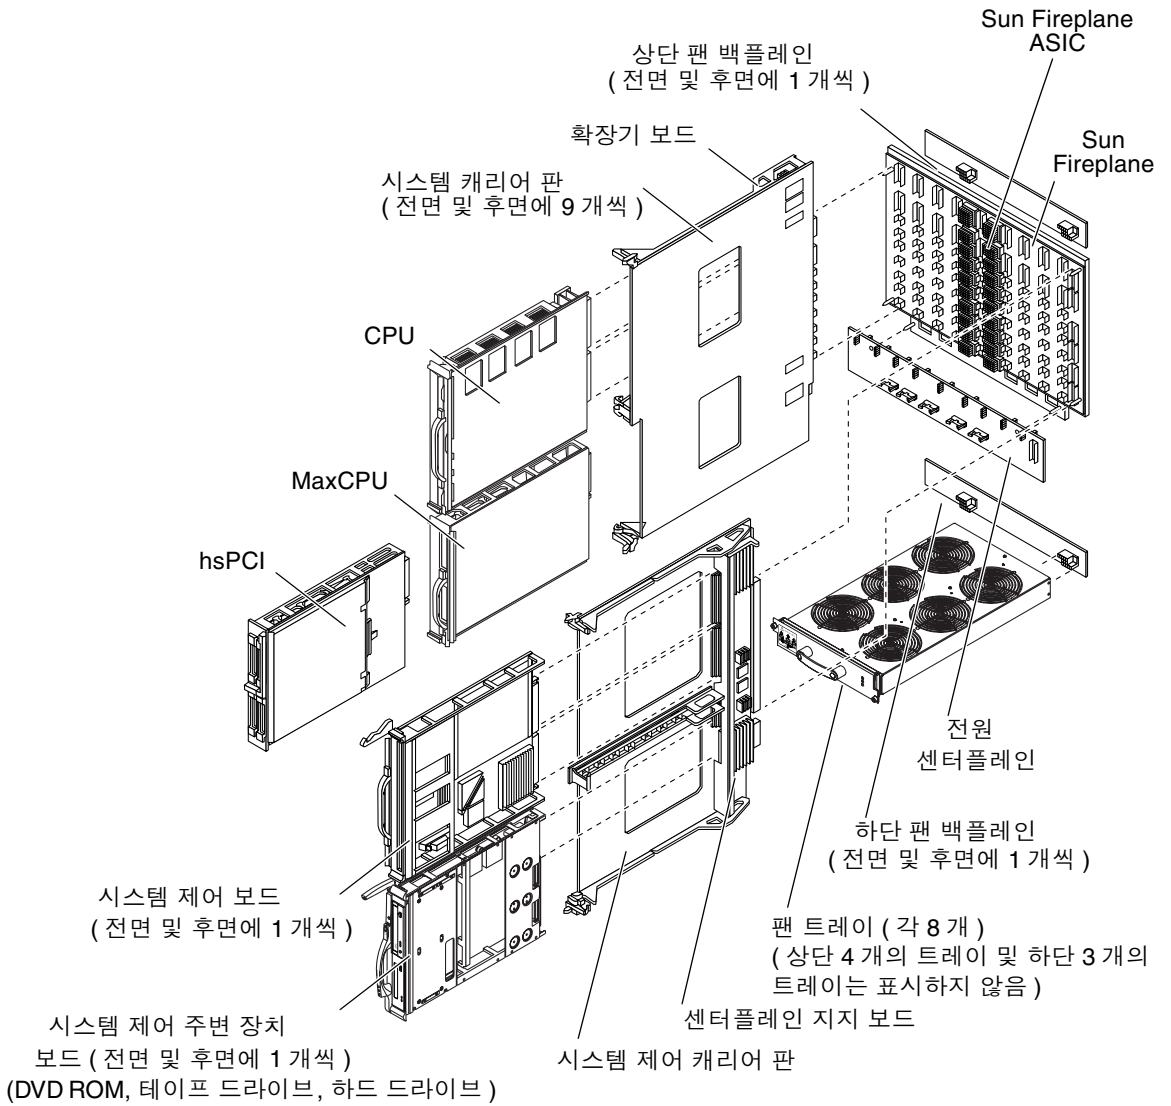 Sun Fireplane
ASIC
상단 팬 백플레인
( 전면 및 후면에 1 개씩 )
확장기 보드
Sun
Fireplane
시스템 캐리어 판
( 전면 및 후면에 9 개씩 )
CPU
MaxCPU
hsPCI
전원
센터플레인
하단 팬 백플레인
( 전면 및 후면에 1 개씩 )
시스템 제어 보드
( 전면 및 후면에 1 개씩 )
팬 트레이 ( 각 8 개 )
( 상단 4 개의 트레이 및 하단 3 개의
트레이는 표시하지 않음 )
센터플레인 지지 보드
시스템 제어 주변 장치
보드 ( 전면 및 후면에 1 개씩 )
(DVD ROM, 테이프 드라이브, 하드 드라이브 )
시스템 제어 캐리어 판